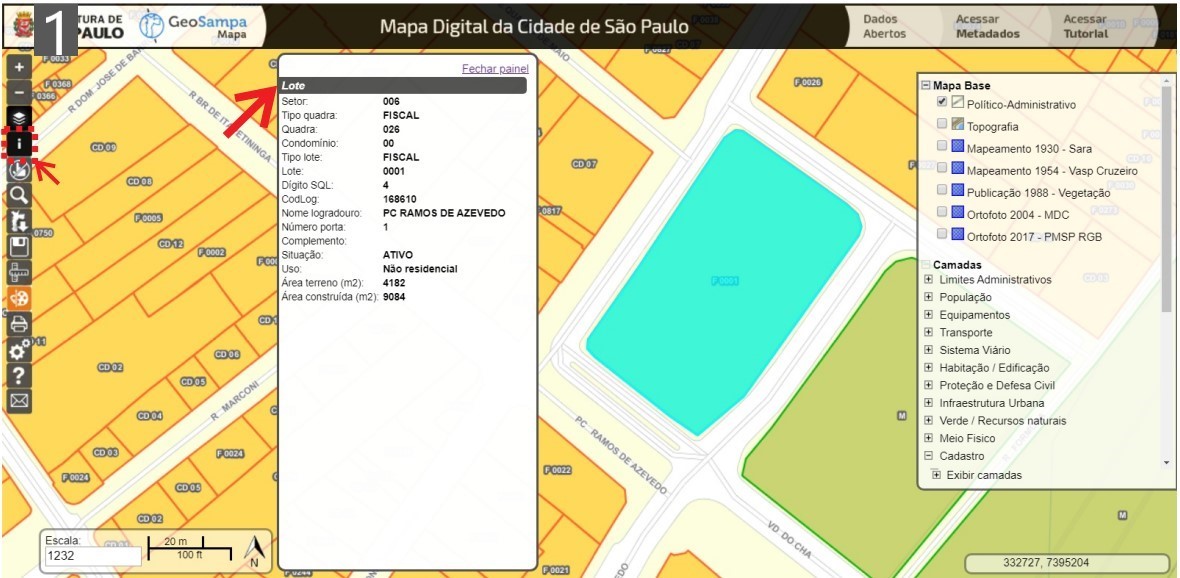 1
TURA DE
PAULO
GeoSampa
Mapa
Mapa Digital da Cidade de São Paulo
Dados
Abertos
Acessar
Metadados
Acessar
Tutorial
Fechar painel
Lote
Setor: 006
Tipo quadra: FISCAL
Quadra: 026
Condomínio: 00
Tipo lote: FISCAL
Lote: 0001
Dígito SQL: 4
CodLog: 168610
Nome logradouro: PC RAMOS DE AZEVEDO
Número porta: 1
Complemento:
Situação: ATIVO
Uso: Não residencial
Área terreno (m2): 4182
Área construída (m2): 9084
Mapa Base
Político-Administrativo
Topografia
Mapeamento 1930 - Sara
Mapeamento 1954 - Vasp Cruzeiro
Publicação 1988 - Vegetação
Ortofoto 2004 - MDC
Ortofoto 2017 - PMSP RGB
Camadas
Limites Administrativos
População
Equipamentos
Transporte
Sistema Viário
Habitação / Edificação
Proteção e Defesa Civil
Infraestrutura Urbana
Verde / Recursos naturais
Meio Fisico
Cadastro
Exibir camadas
F 0033
F 0368
0366
R DOM JOSE DE BA
R BR DE ITAPETININGA
CD 09
CD 08
F 0005
CD 12
F 0002
0750
CD 06
CD 02
CD 05
CD 04
R MARCONI
CD 03
F 0024
F 0024
CD 05
CD 02
F 0026
CD 07
0817
F 0001
F 0022
PC RAMOS DE AZEVEDO
VD DO CHA
M
M
F 0021
Escala:
1232
20 m
100 ft
N
332727, 7395204